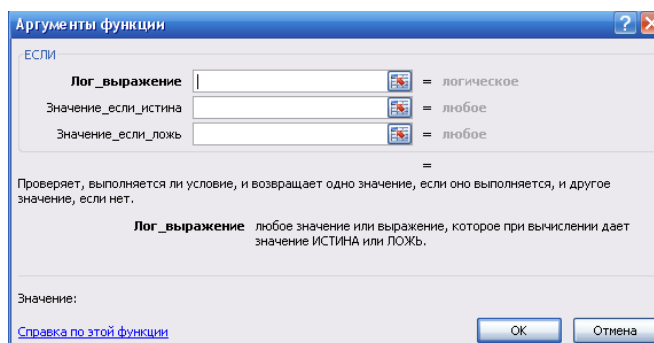 Аргументы функции
ЕСЛИ
Лог_выражение = логическое
Значение_если_истина = любое
Значение_если_ложь = любое
=
Проверяет, выполняется ли условие, и возвращает одно значение, если оно выполняется, и другое
значение, если нет.
Лог_выражение любое значение или выражение, которое при вычислении дает
значение ИСТИНА или ЛОЖЬ.
Значение:
Справка по этой функции
ОК
Отмена